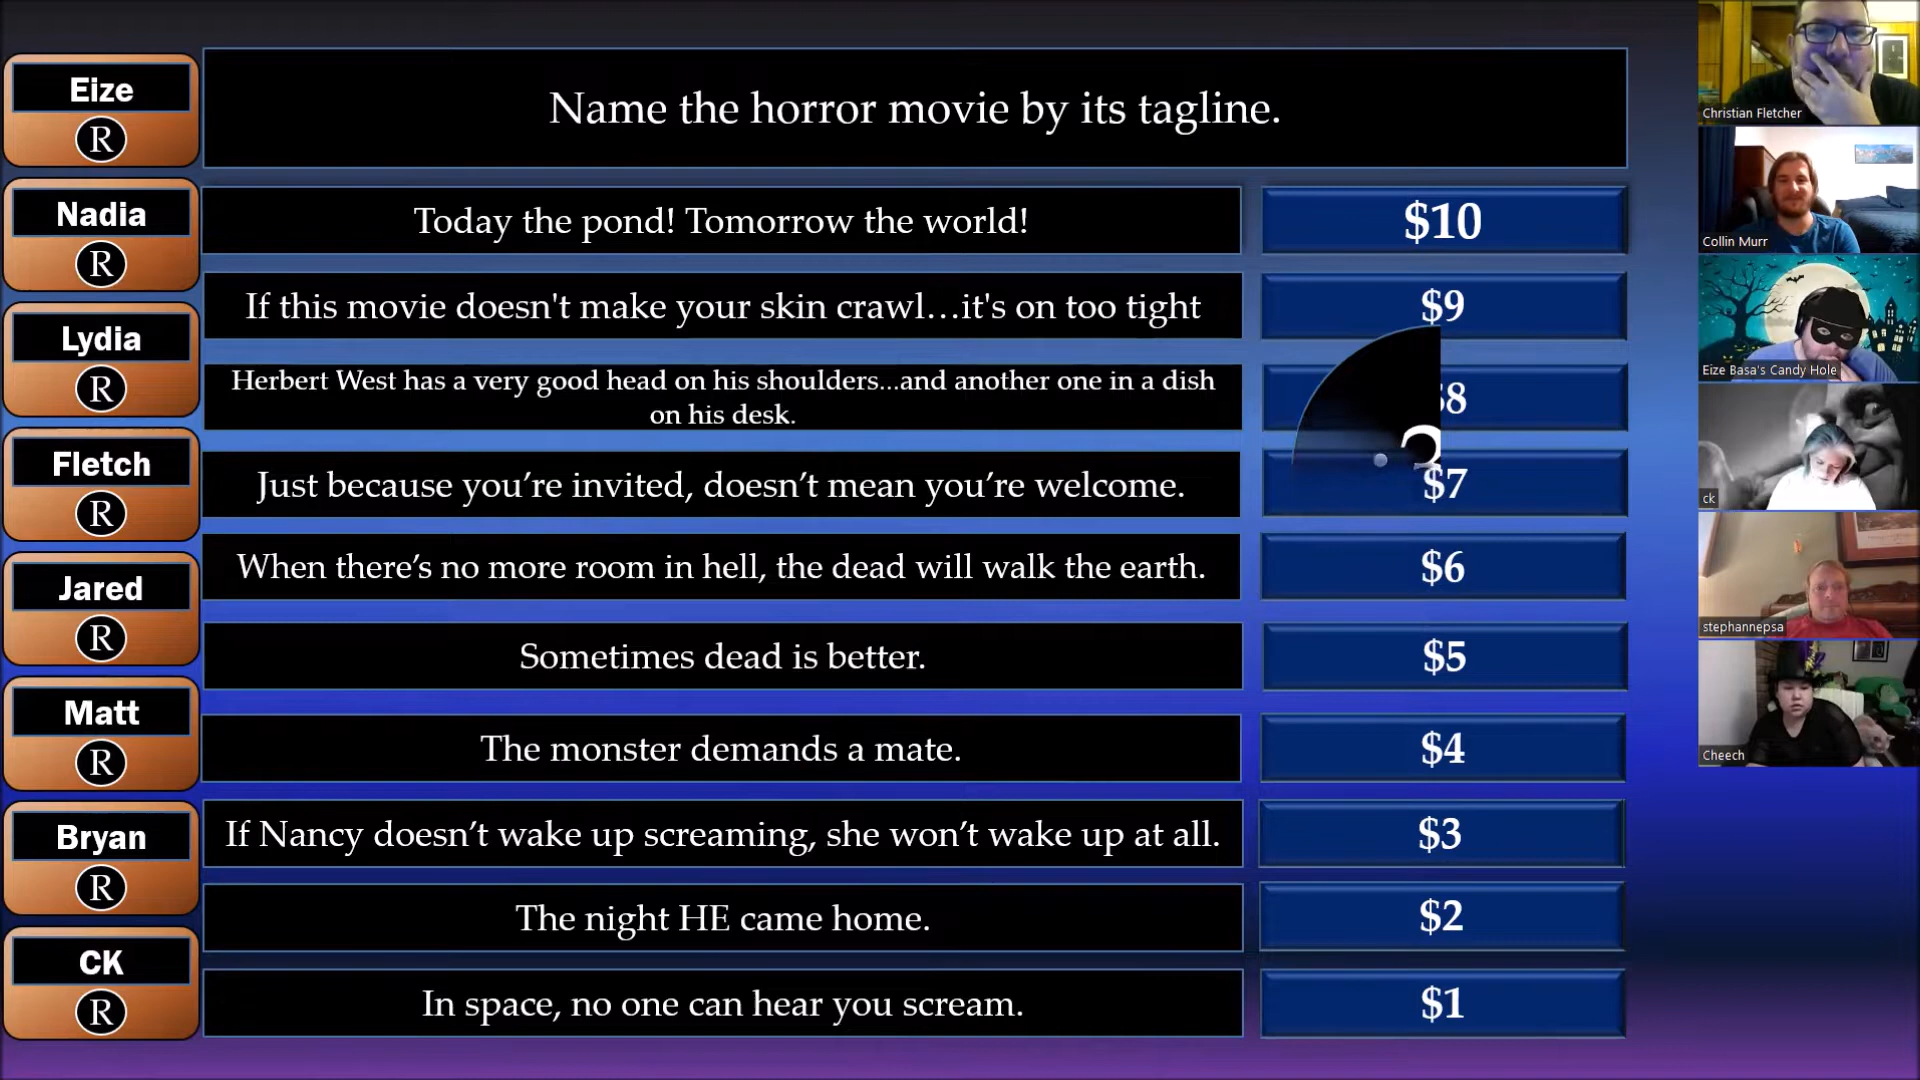 Name the horror movie by its tagline.
Eize
R
Nadia
R
Lydia
R
Fletch
R
Jared
R
Matt
R
Bryan
R
CK
R
Today the pond! Tomorrow the world!
$10
If this movie doesn't make your skin crawl…it's on too tight
$9
Herbert West has a very good head on his shoulders...and another one in a dish
on his desk.
$8
Just because you’re invited, doesn’t mean you’re welcome.
$7
When there’s no more room in hell, the dead will walk the earth.
$6
Sometimes dead is better.
$5
The monster demands a mate.
$4
If Nancy doesn’t wake up screaming, she won’t wake up at all.
$3
The night HE came home.
$2
In space, no one can hear you scream.
$1
Christian Fletcher
Collin Murr
Eize Basa's Candy Hole
ck
stephannepsa
Cheech